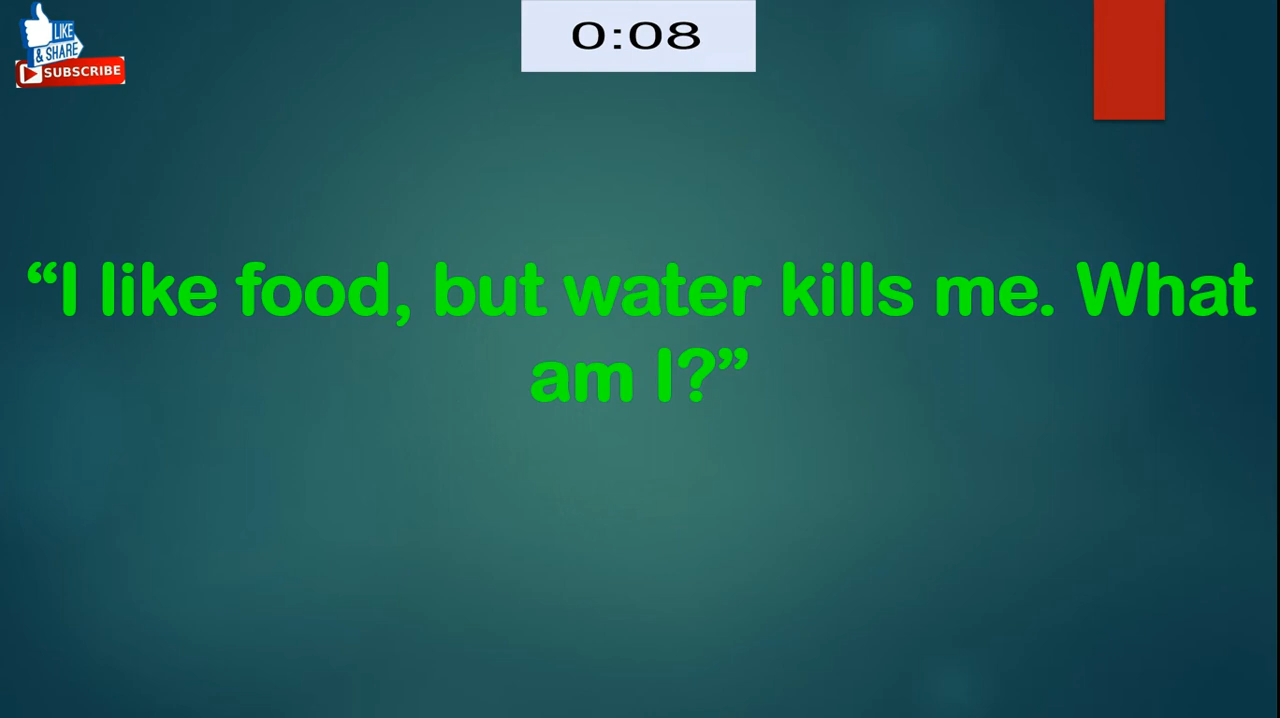 LIKE
& SHARE
SUBSCRIBE
0:08
“I like food, but water kills me. What
am I?”